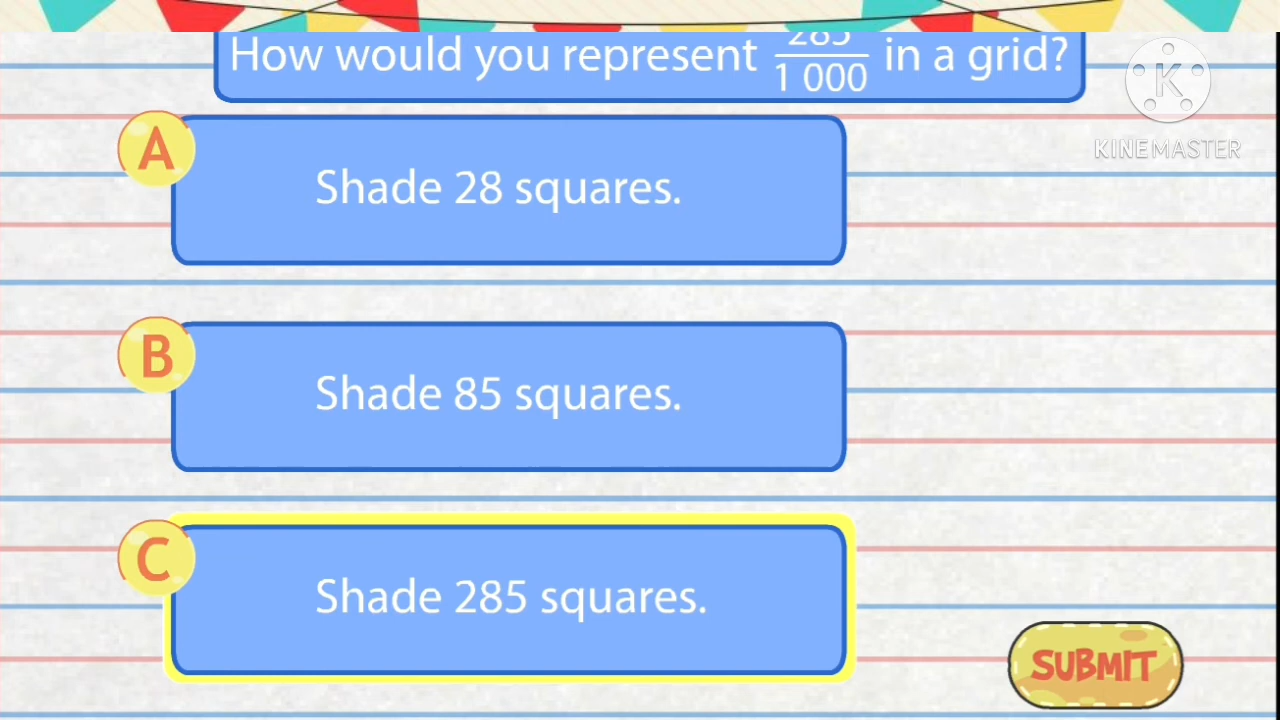 How would you represent 285/1 000 in a grid?
K
KINEMASTER
A
Shade 28 squares.
B
Shade 85 squares.
C
Shade 285 squares.
SUBMIT